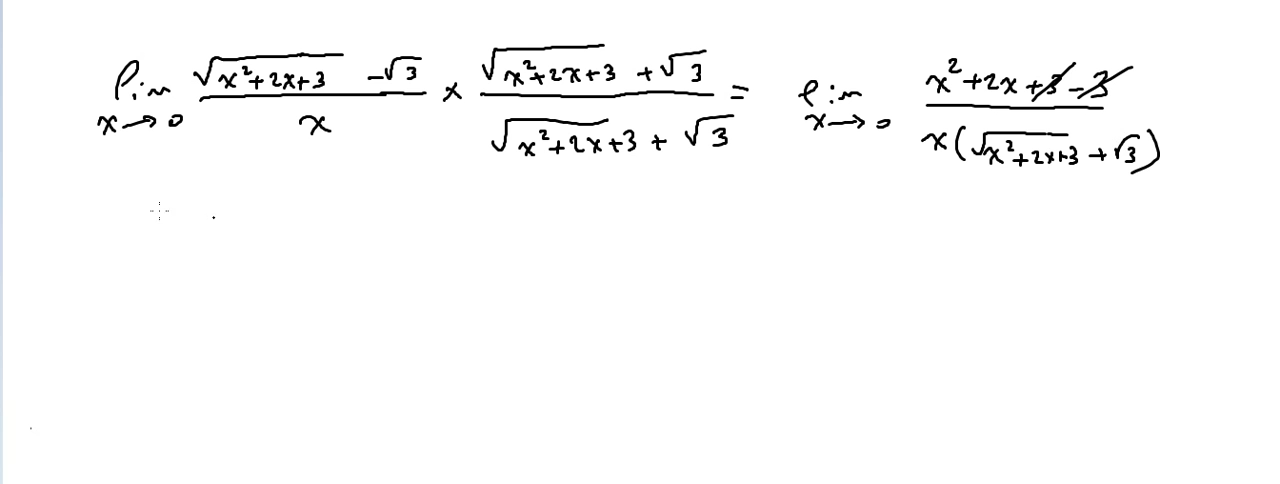 lim x→0 (√(x²+2x+3) - √3)/x × (√(x²+2x+3) + √3)/(√(x²+2x+3) + √3) = lim x→0 (x²+2x+3-3)/(x(√(x²+2x+3) + √3))